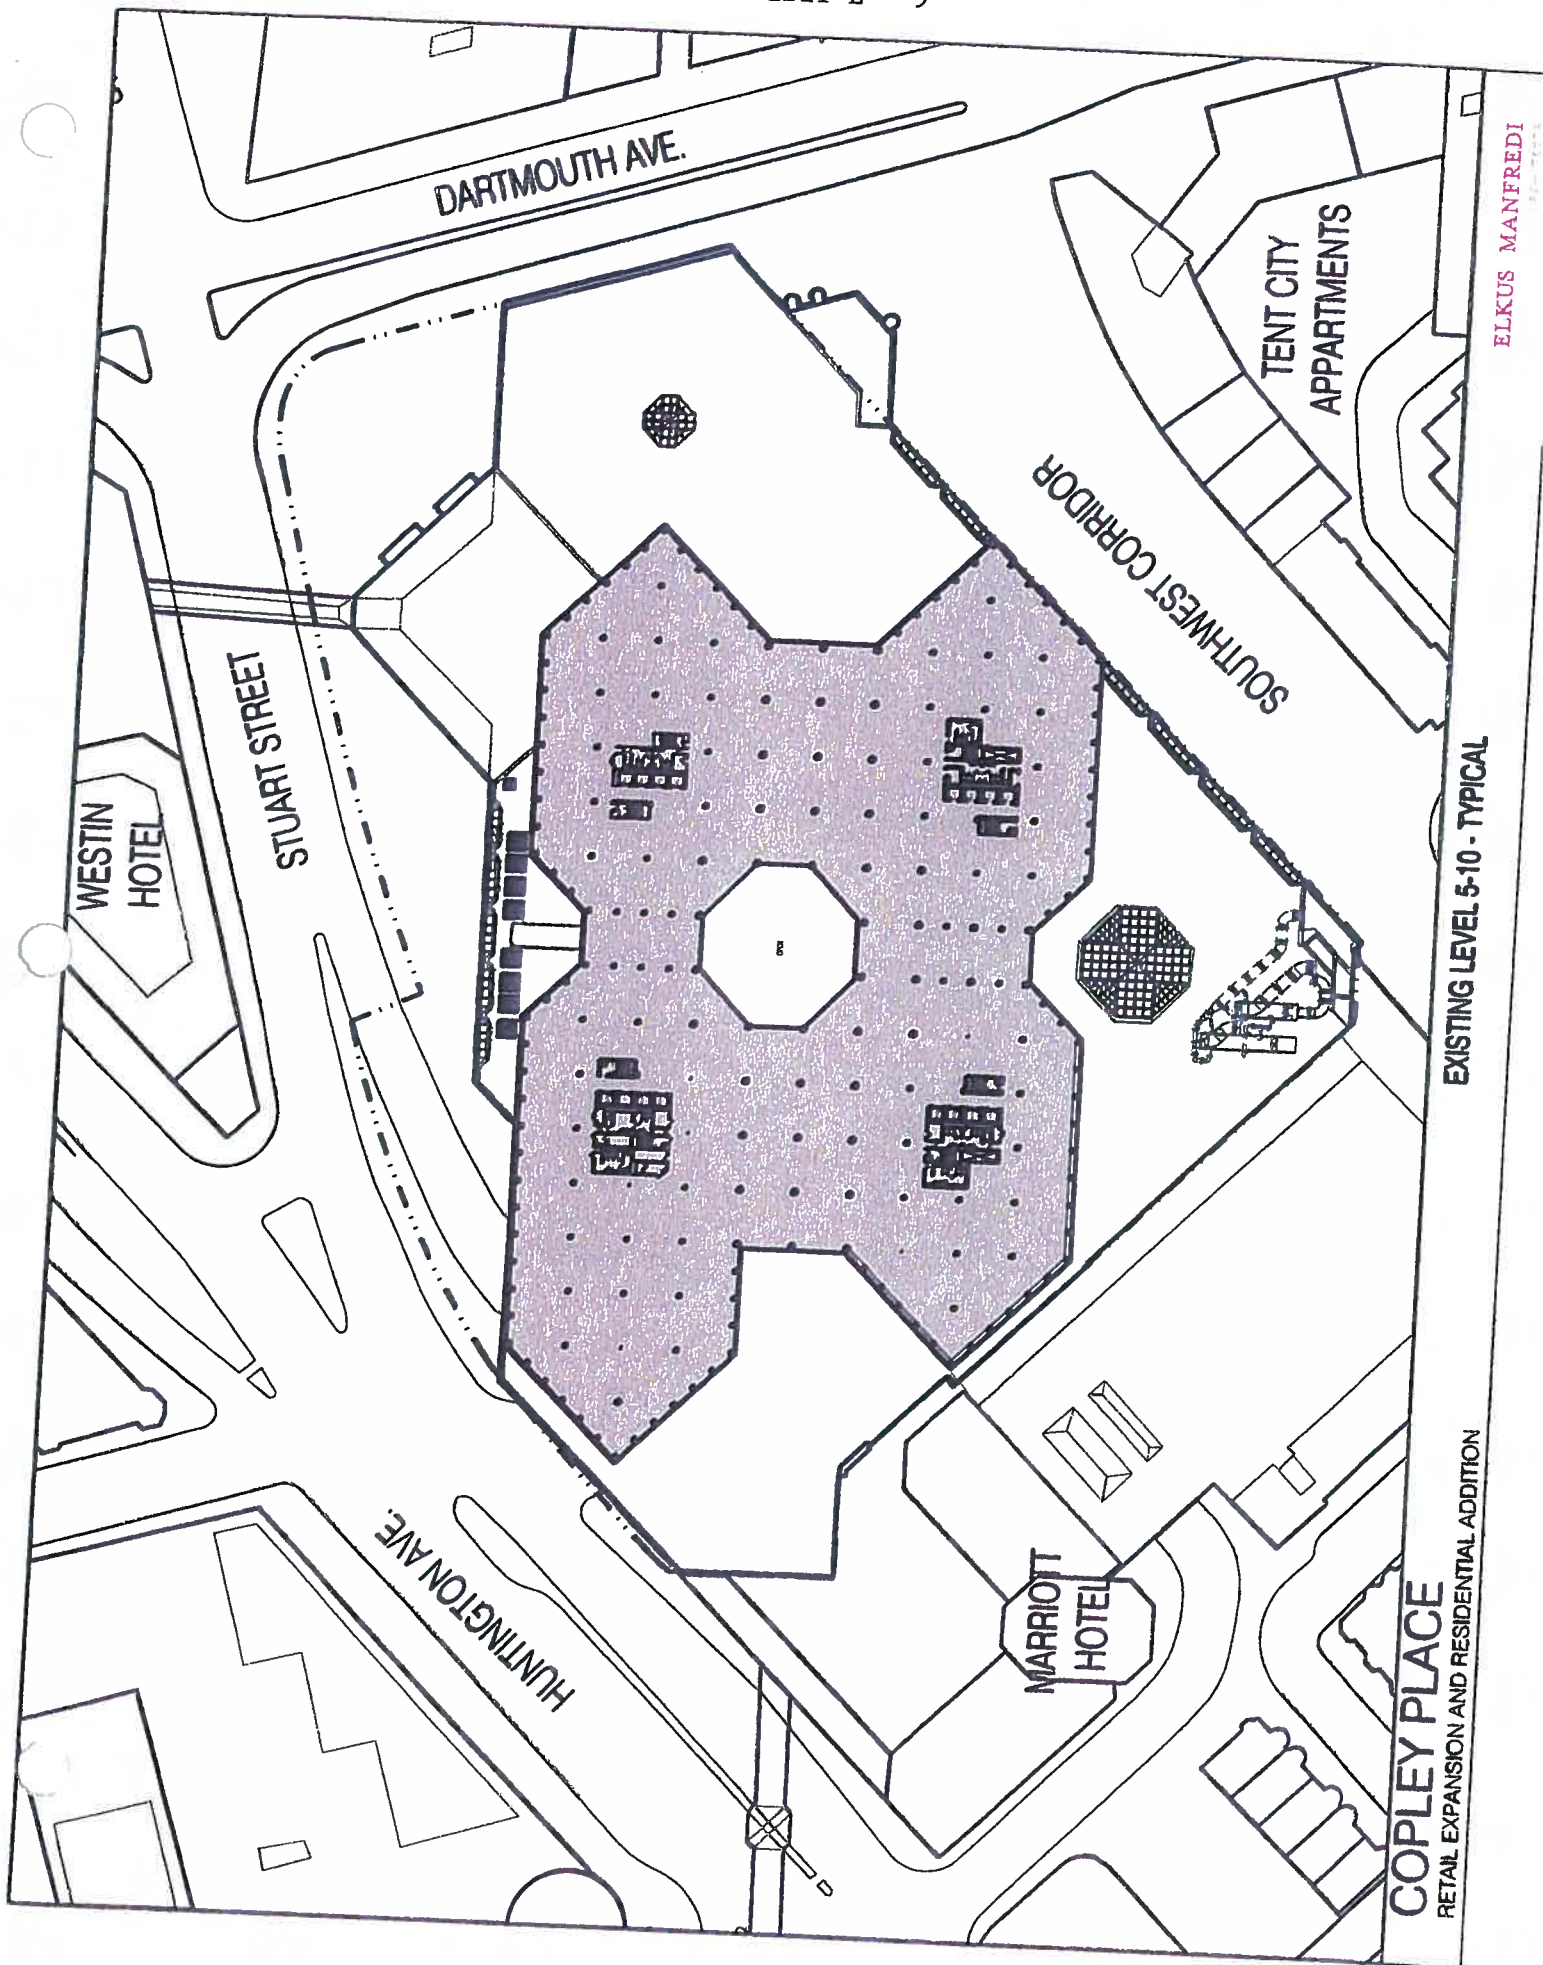 DARTMOUTH AVE.
WESTIN
HOTEL
STUART STREET
TENT CITY
APPARTMENTS
SOUTHWEST CORRIDOR
HUNTINGTON AVE.
MARRIOTT
HOTEL
COPLEY PLACE
RETAIL EXPANSION AND RESIDENTIAL ADDITION
EXISTING LEVEL 5-10 - TYPICAL
ELKUS MANFREDI